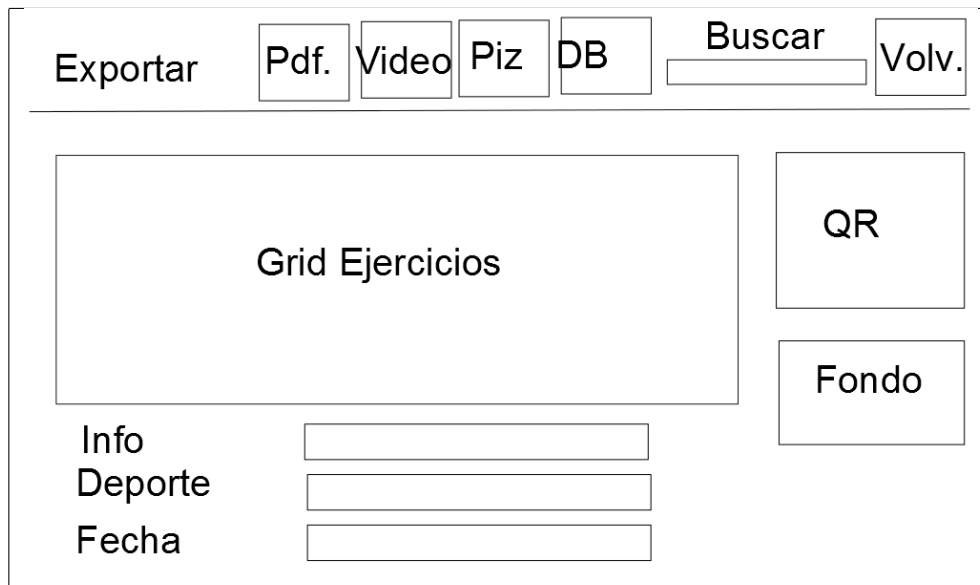 Exportar
Pdf.
Video
Piz
DB
Buscar
Volv.
Grid Ejercicios
QR
Fondo
Info
Deporte
Fecha